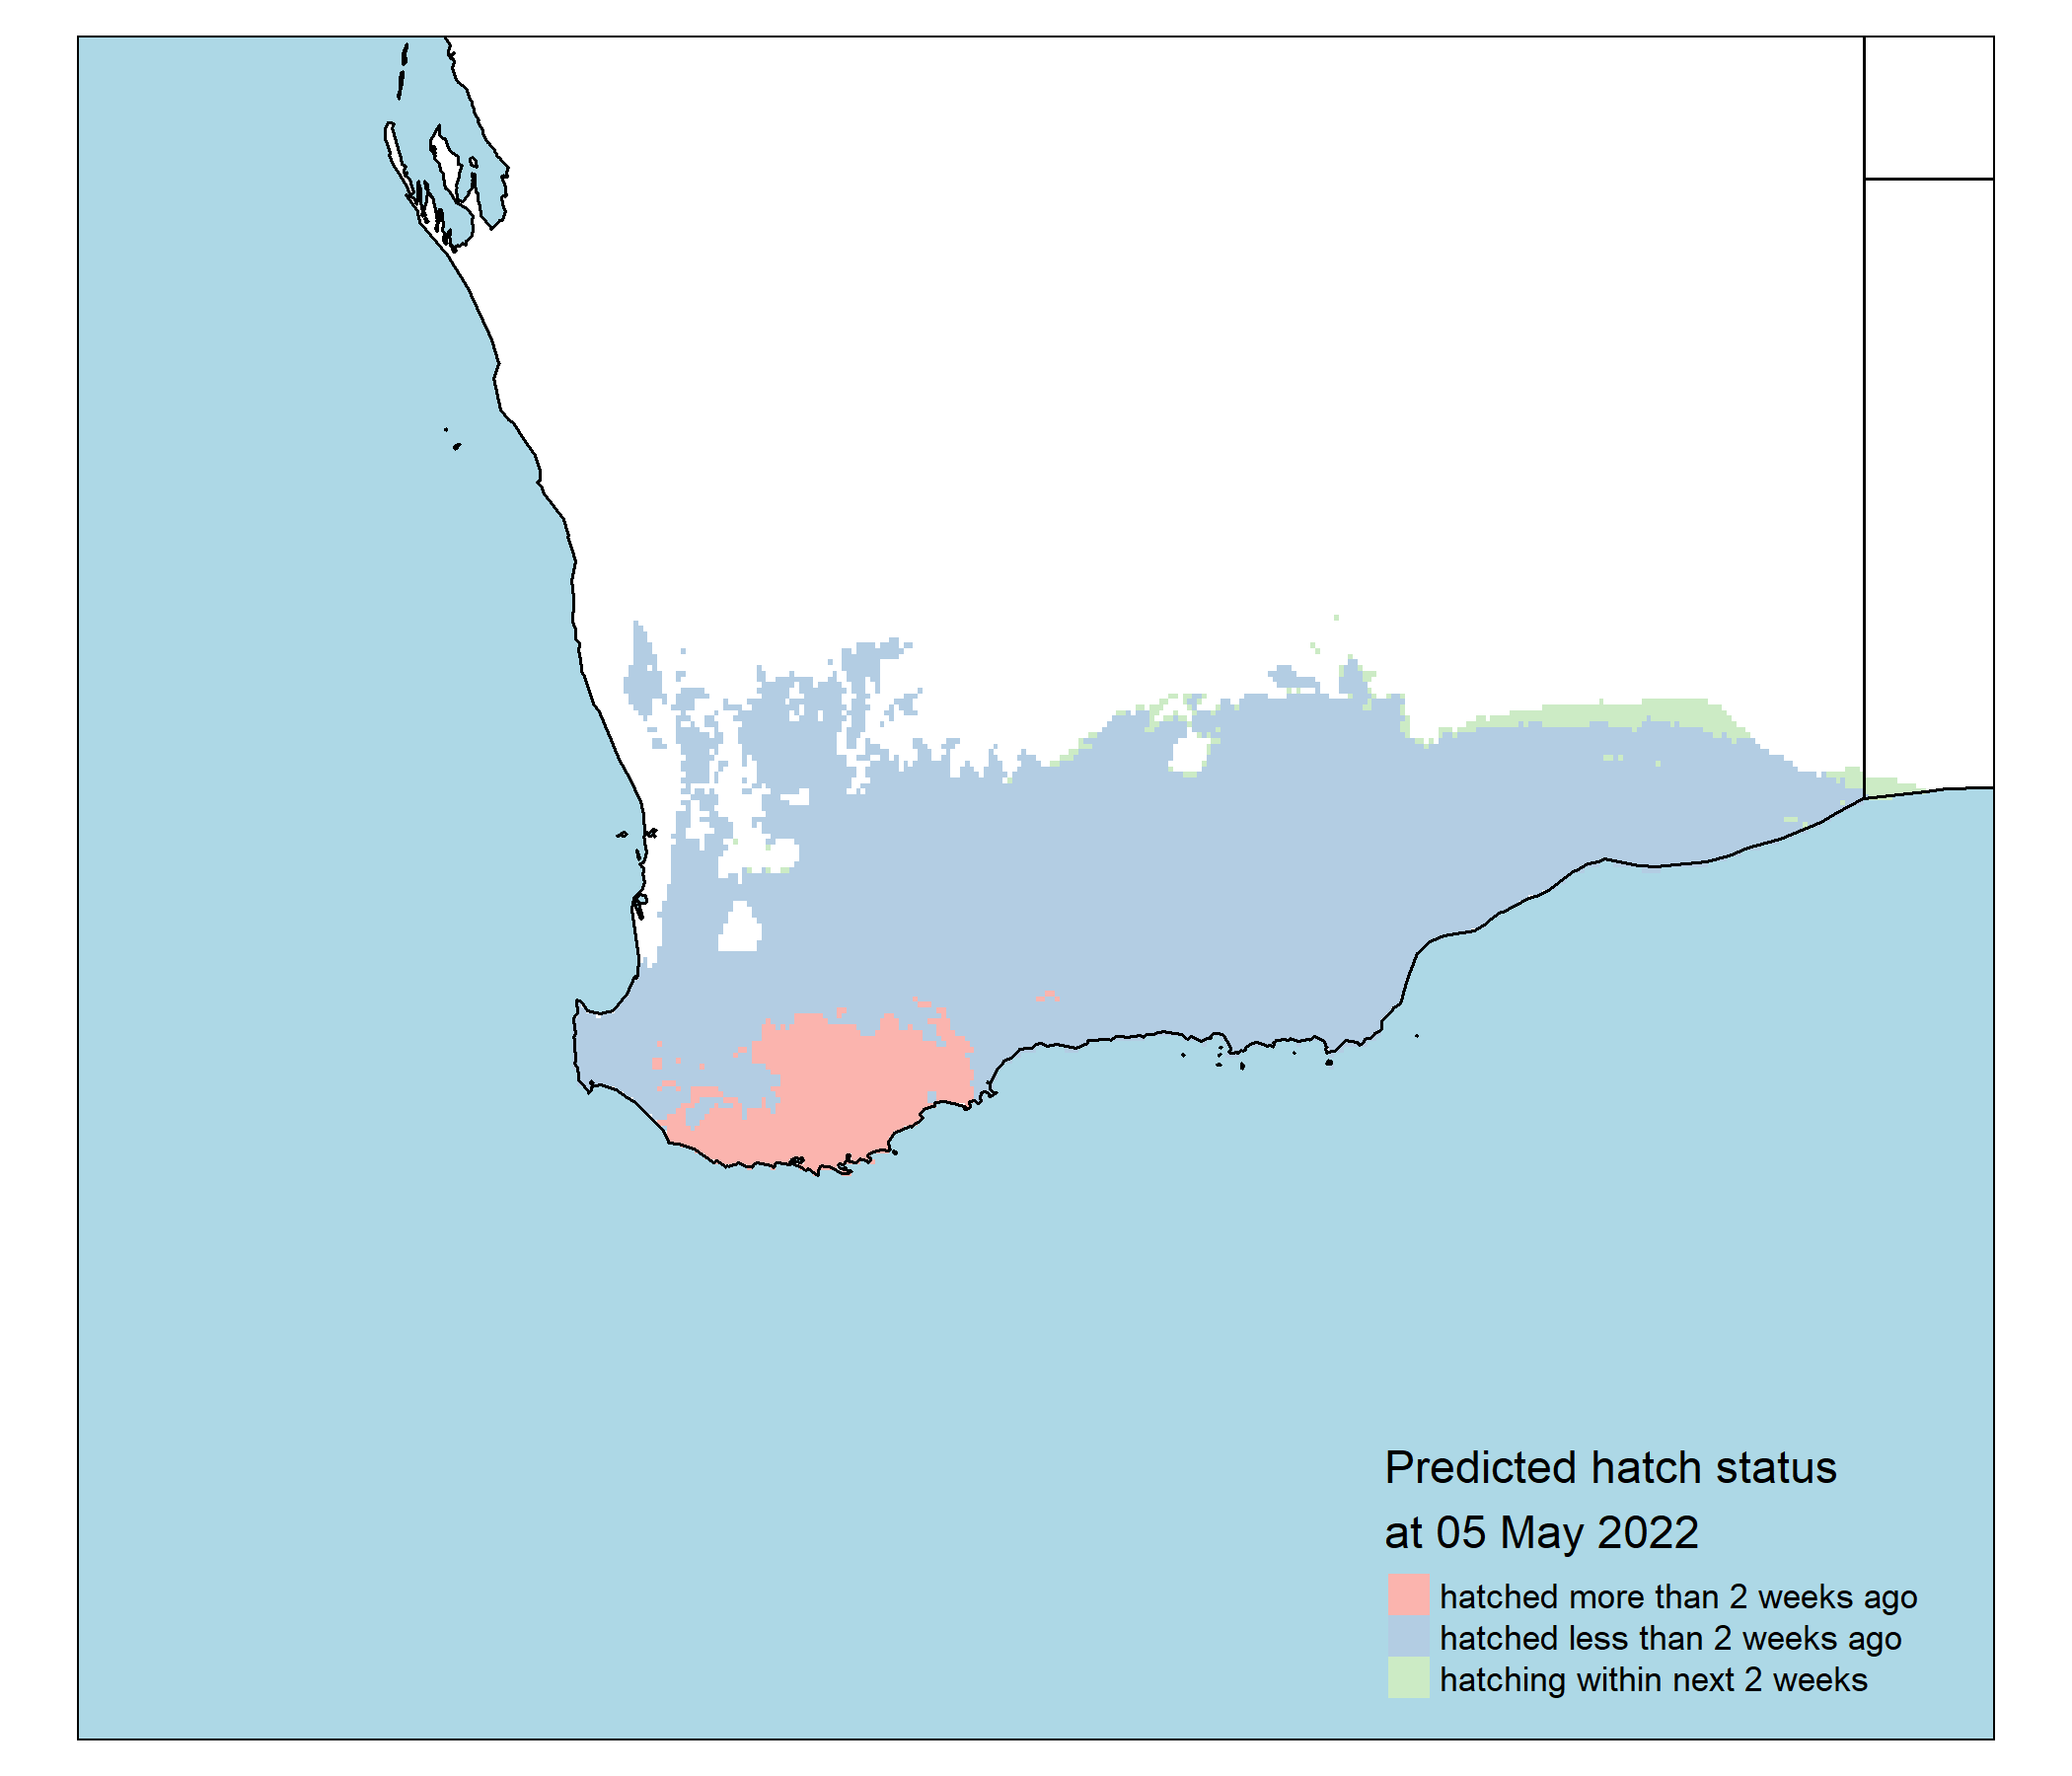 Predicted hatch status
at 05 May 2022
hatched more than 2 weeks ago
hatched less than 2 weeks ago
hatching within next 2 weeks